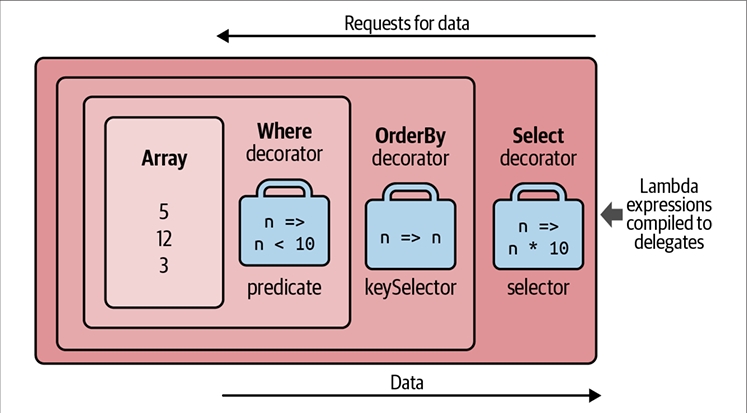 Requests for data
Array
5
12
3
Where
decorator
n =>
n < 10
predicate
OrderBy
decorator
n => n
keySelector
Select
decorator
n =>
n * 10
selector
Lambda
expressions
compiled to
delegates
Data